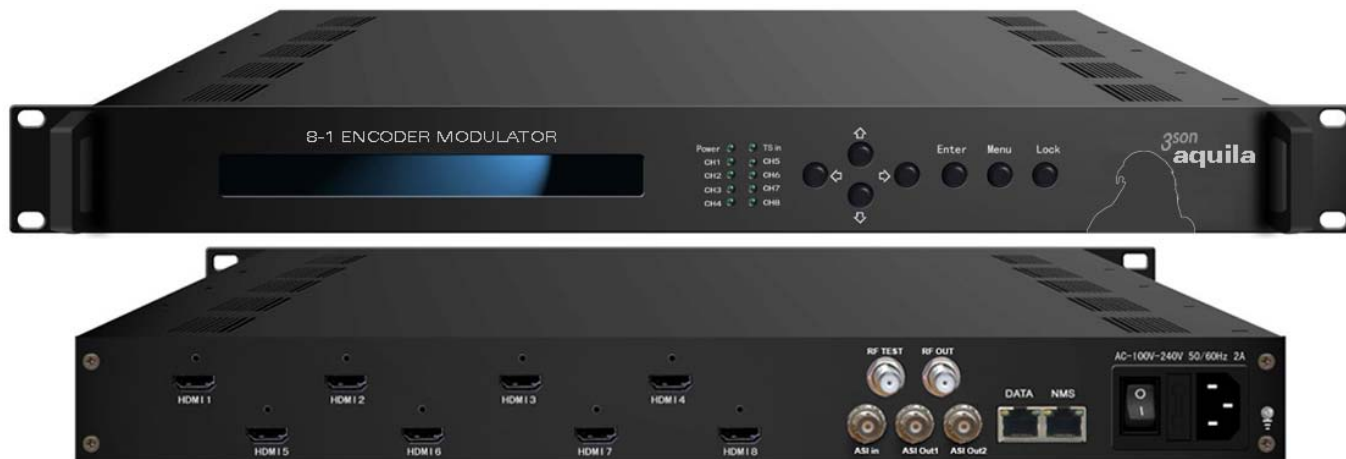 8-1 ENCODER MODULATOR
Power TS in
CH1 CH5
CH2 CH6
CH3 CH7
CH4 CH8
Enter Menu Lock
3son
aquila
RF TEST RF OUT
AC-100V-240V 50/60Hz 2A
HDMI1 HDMI2 HDMI3 HDMI4
DATA NMS
O
I
HDMI5 HDMI6 HDMI7 HDMI8
ASI in ASI Out1 ASI Out2